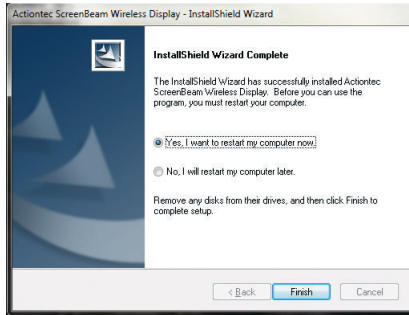 Actiontec ScreenBeam Wireless Display - InstallShield Wizard
InstallShield Wizard Complete
The InstallShield Wizard has successfully installed Actiontec
ScreenBeam Wireless Display. Before you can use the
program, you must restart your computer.
Yes, I want to restart my computer now.
No, I will restart my computer later.
Remove any disks from their drives, and then click Finish to
complete setup.
< Back Finish Cancel